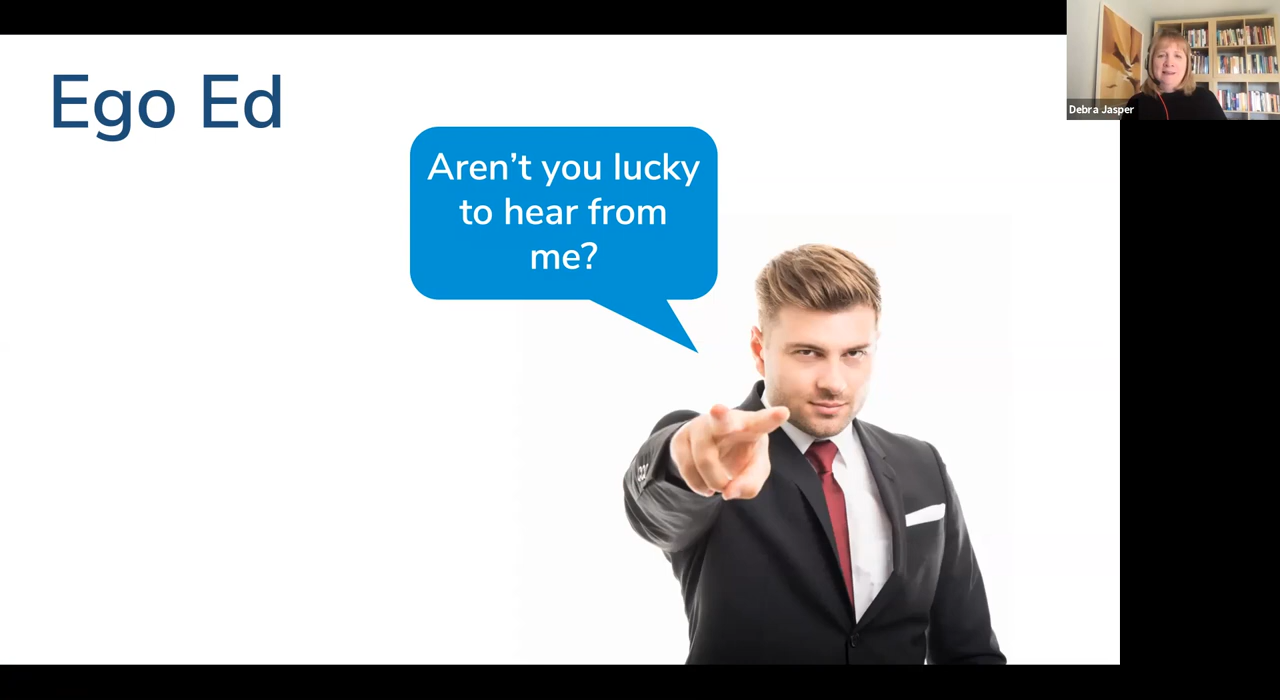 Ego Ed
Aren’t you lucky
to hear from
me?
Debra Jasper